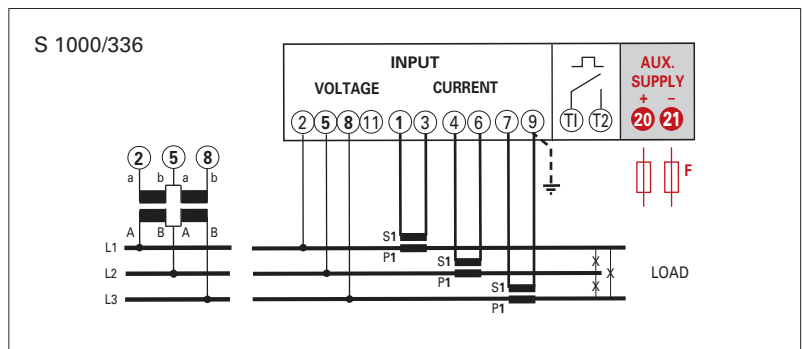 S 1000/336
INPUT
AUX.
SUPPLY
VOLTAGE CURRENT
+ –
2 5 8 11 1 3 4 6 7 9 T1 T2 20 21
2 5 8
a b a b
F
A B A B
S1
L1
P1
S1
L2
P1
LOAD
S1
L3
P1